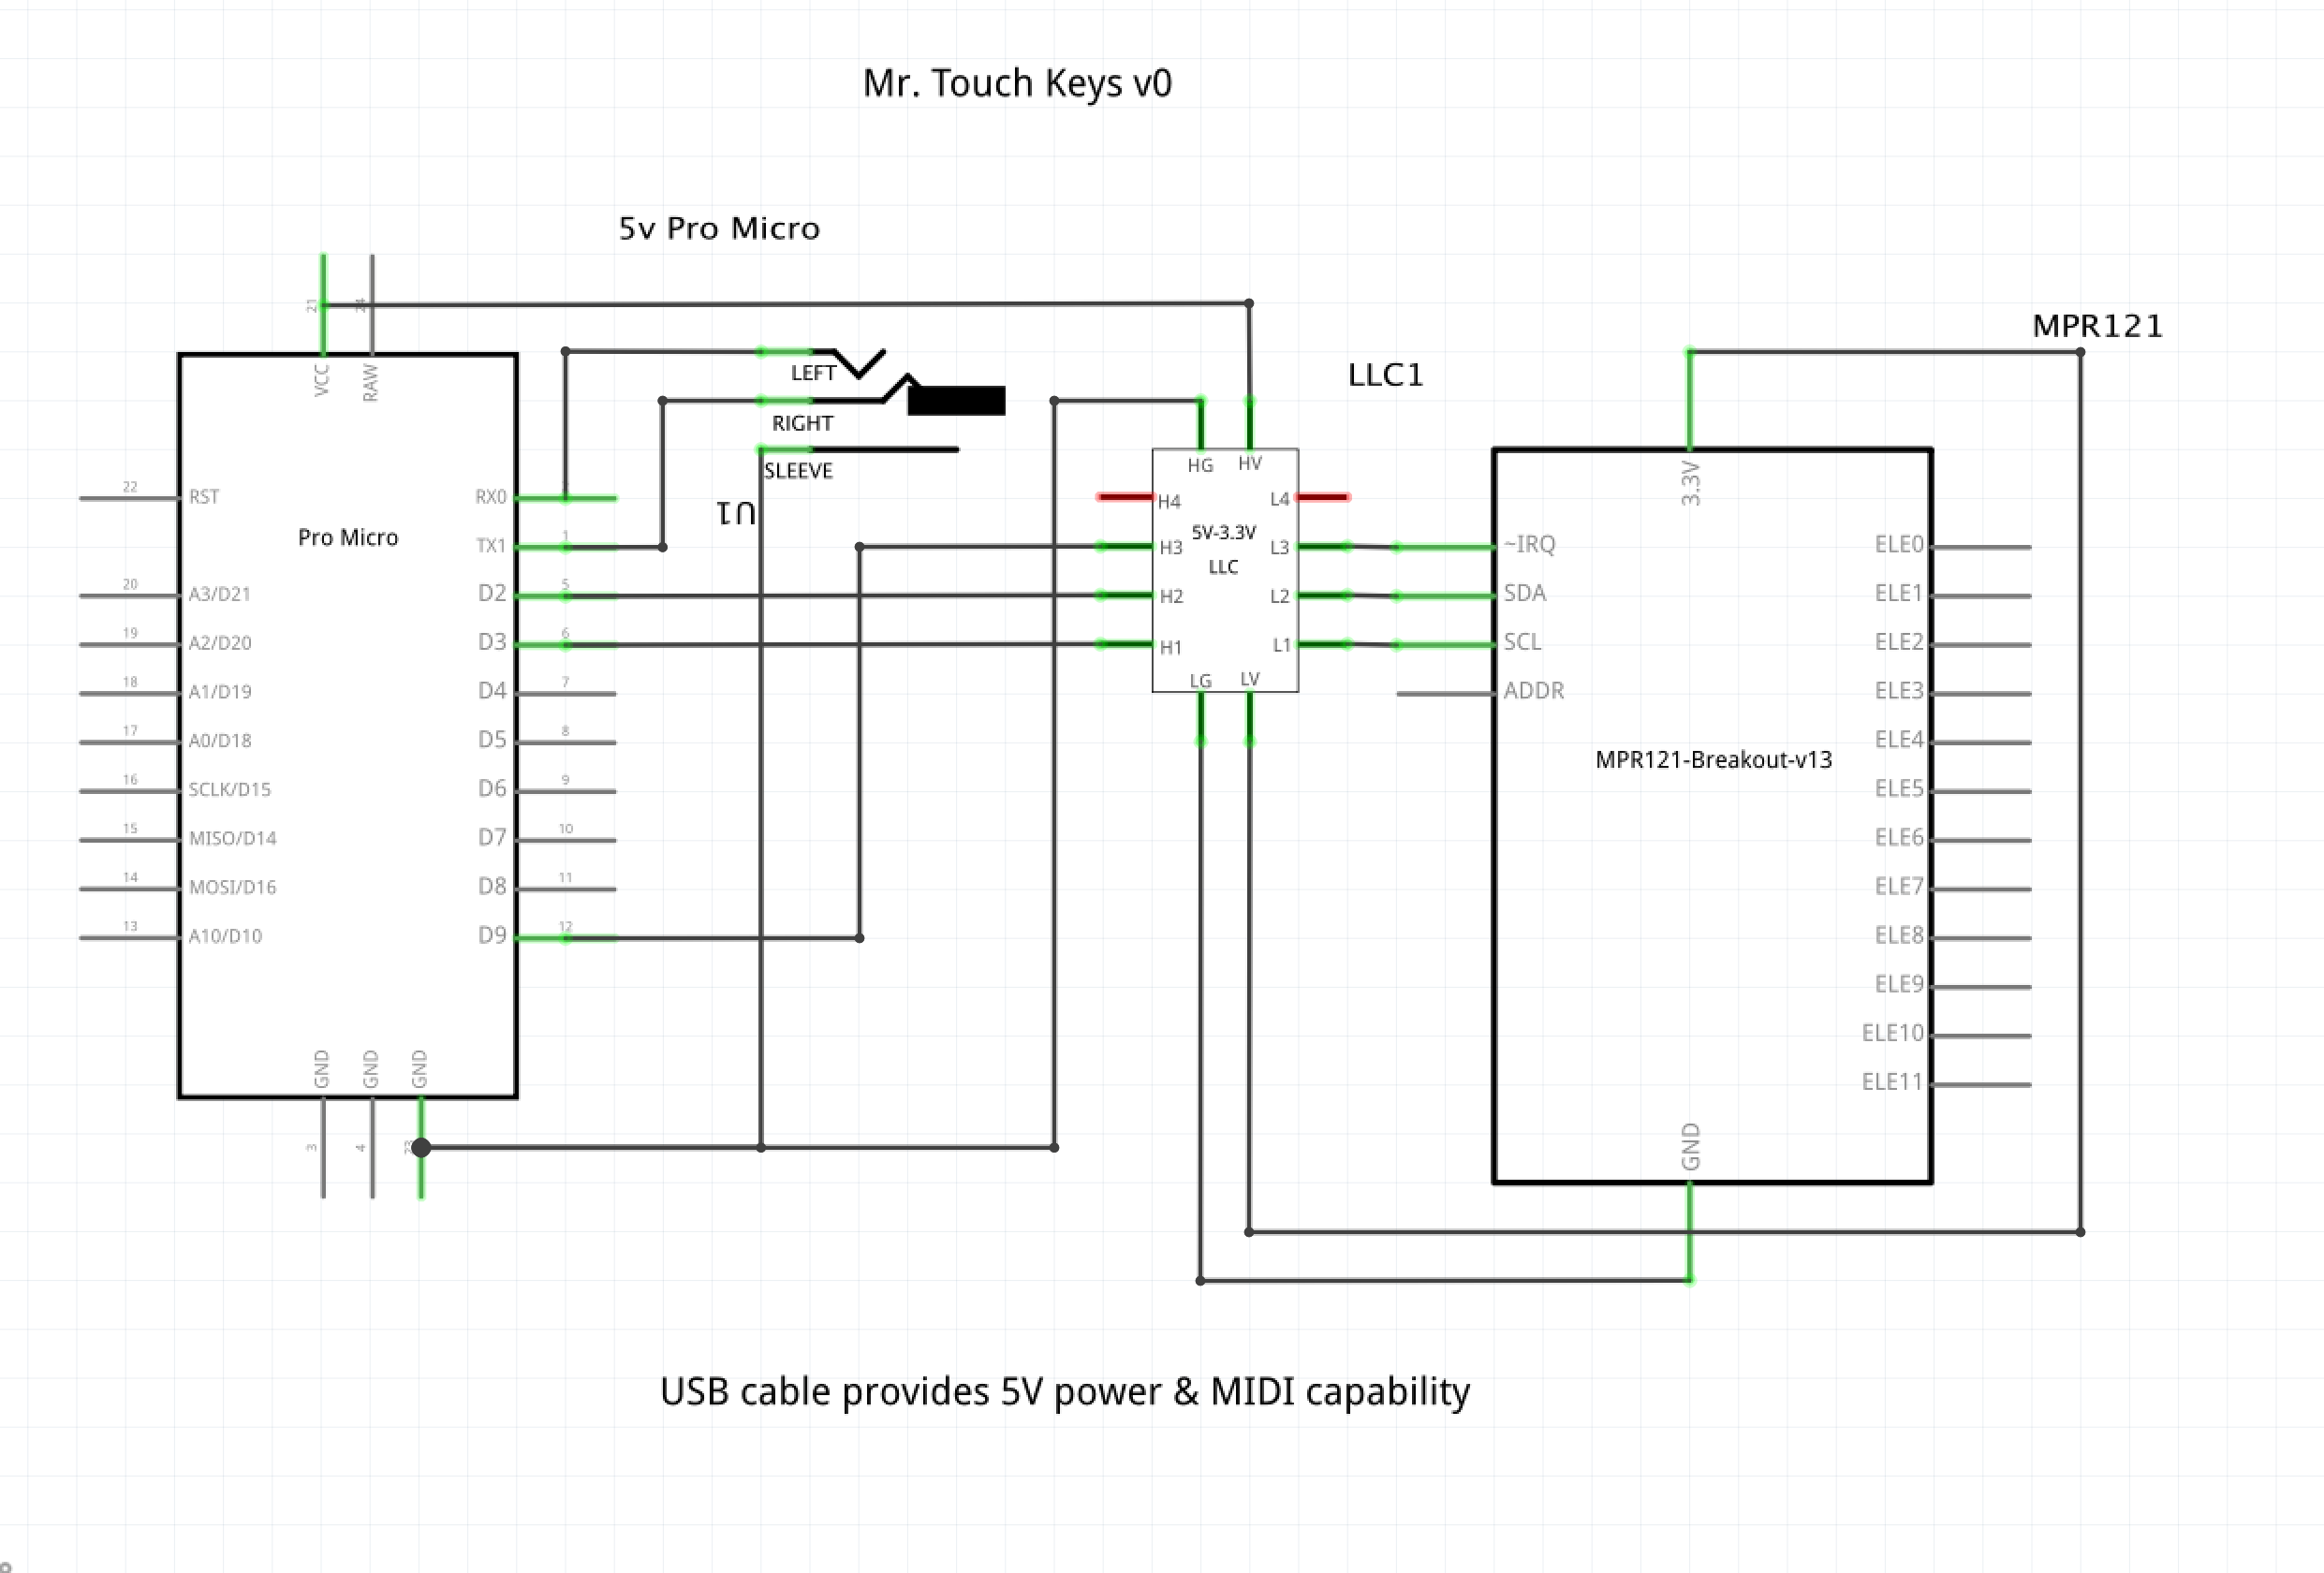 Mr. Touch Keys v0
5v Pro Micro
21
24
VCC
RAW
LEFT
RIGHT
SLEEVE
U1
22
RST
RX0
Pro Micro
1
TX1
20
A3/D21
5
D2
19
A2/D20
6
D3
18
A1/D19
7
D4
17
A0/D18
8
D5
16
SCLK/D15
9
D6
15
MISO/D14
10
D7
14
MOSI/D16
11
D8
13
A10/D10
12
D9
GND
GND
GND
3
4
23
LLC1
HG
HV
H4
L4
5V-3.3V
LLC
H3
L3
H2
L2
H1
L1
LG
LV
MPR121
3.3V
~IRQ
SDA
SCL
ADDR
MPR121-Breakout-v13
ELE0
ELE1
ELE2
ELE3
ELE4
ELE5
ELE6
ELE7
ELE8
ELE9
ELE10
ELE11
GND
USB cable provides 5V power & MIDI capability